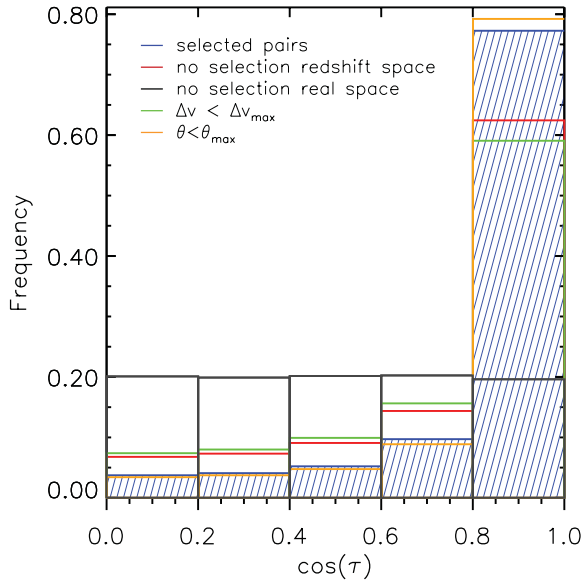 0.80
0.60
0.40
0.20
0.00
Frequency
selected pairs
no selection redshift space
no selection real space
Δv < Δv_max
θ<θ_max
0.0 0.2 0.4 0.6 0.8 1.0
cos(τ)